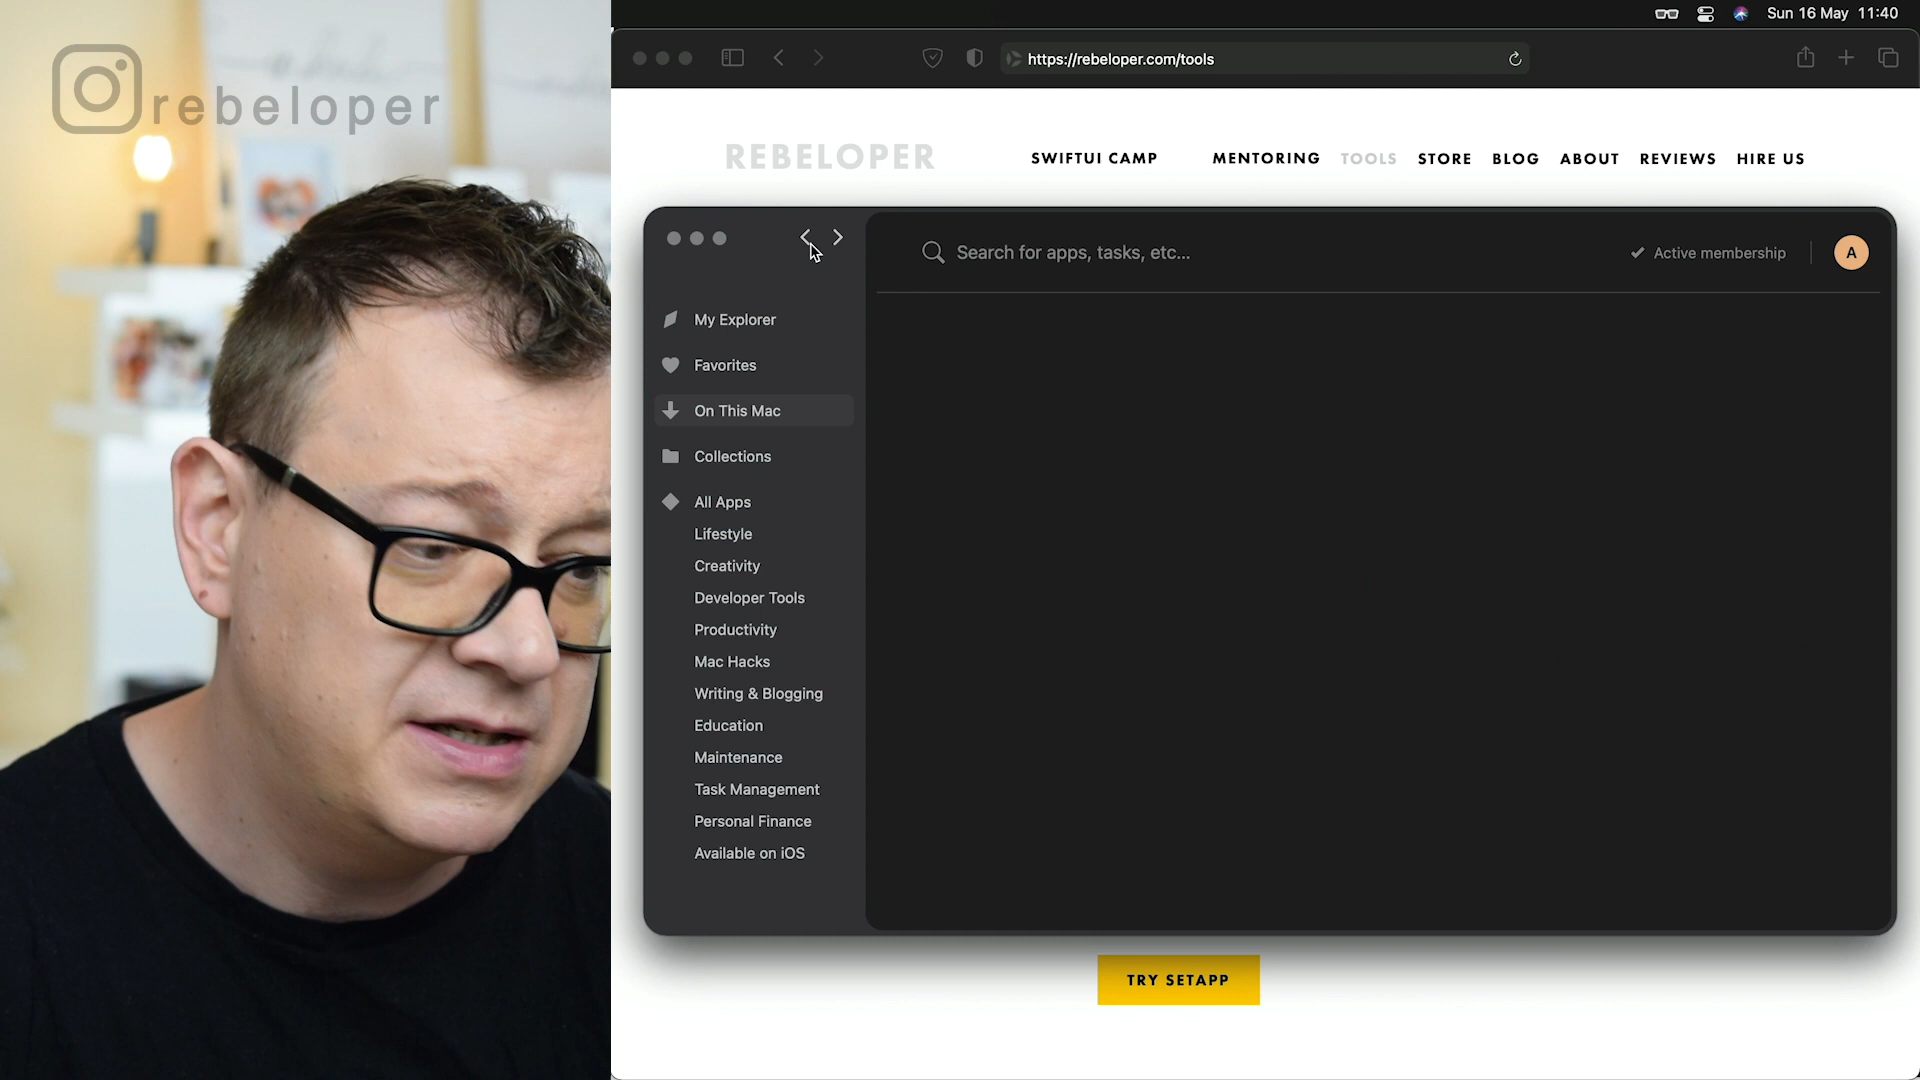 rebeloper
Sun 16 May 11:40
https://rebeloper.com/tools
REBELOPER
SWIFTUI CAMP MENTORING TOOLS STORE BLOG ABOUT REVIEWS HIRE US
Search for apps, tasks, etc...
Active membership
A
My Explorer
Favorites
On This Mac
Collections
All Apps
Lifestyle
Creativity
Developer Tools
Productivity
Mac Hacks
Writing & Blogging
Education
Maintenance
Task Management
Personal Finance
Available on iOS
TRY SETAPP